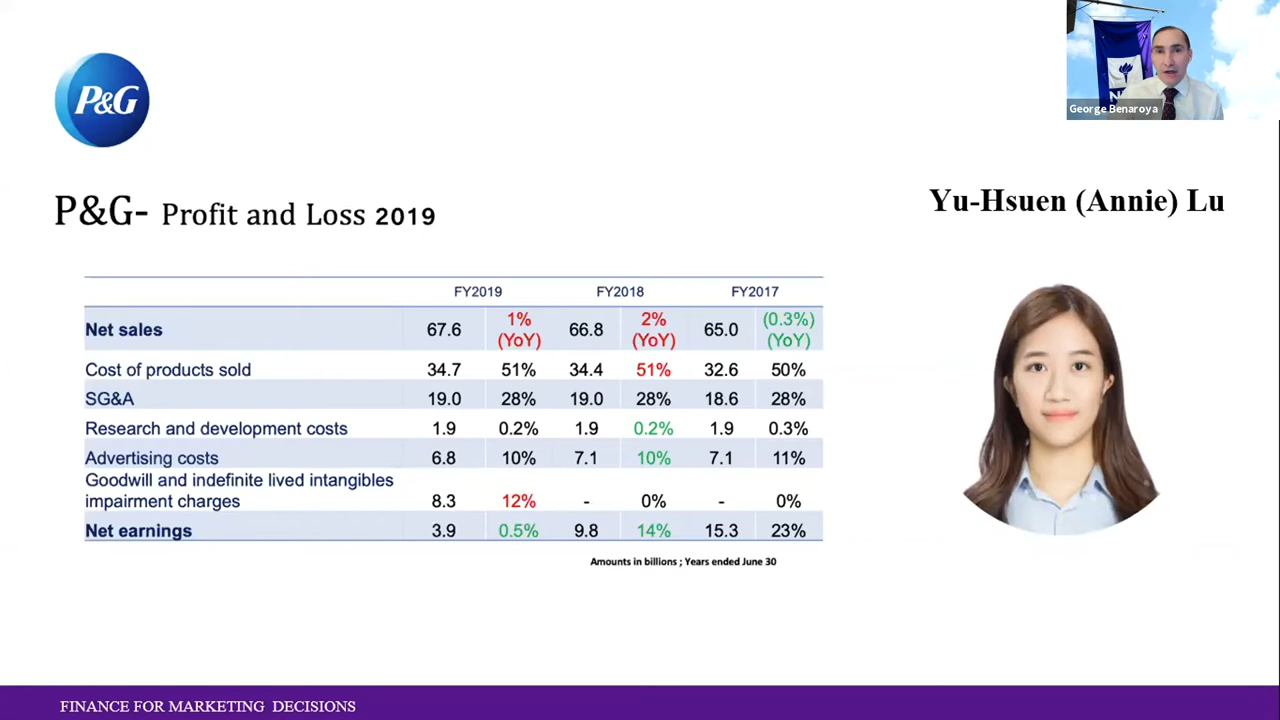 P&G
George Benaroya
P&G- Profit and Loss 2019
Yu-Hsuen (Annie) Lu
FY2019 FY2018 FY2017
Net sales 67.6 1% (YoY) 66.8 2% (YoY) 65.0 (0.3%) (YoY)
Cost of products sold 34.7 51% 34.4 51% 32.6 50%
SG&A 19.0 28% 19.0 28% 18.6 28%
Research and development costs 1.9 0.2% 1.9 0.2% 1.9 0.3%
Advertising costs 6.8 10% 7.1 10% 7.1 11%
Goodwill and indefinite lived intangibles
impairment charges 8.3 12% - 0% - 0%
Net earnings 3.9 0.5% 9.8 14% 15.3 23%
Amounts in billions ; Years ended June 30
FINANCE FOR MARKETING DECISIONS